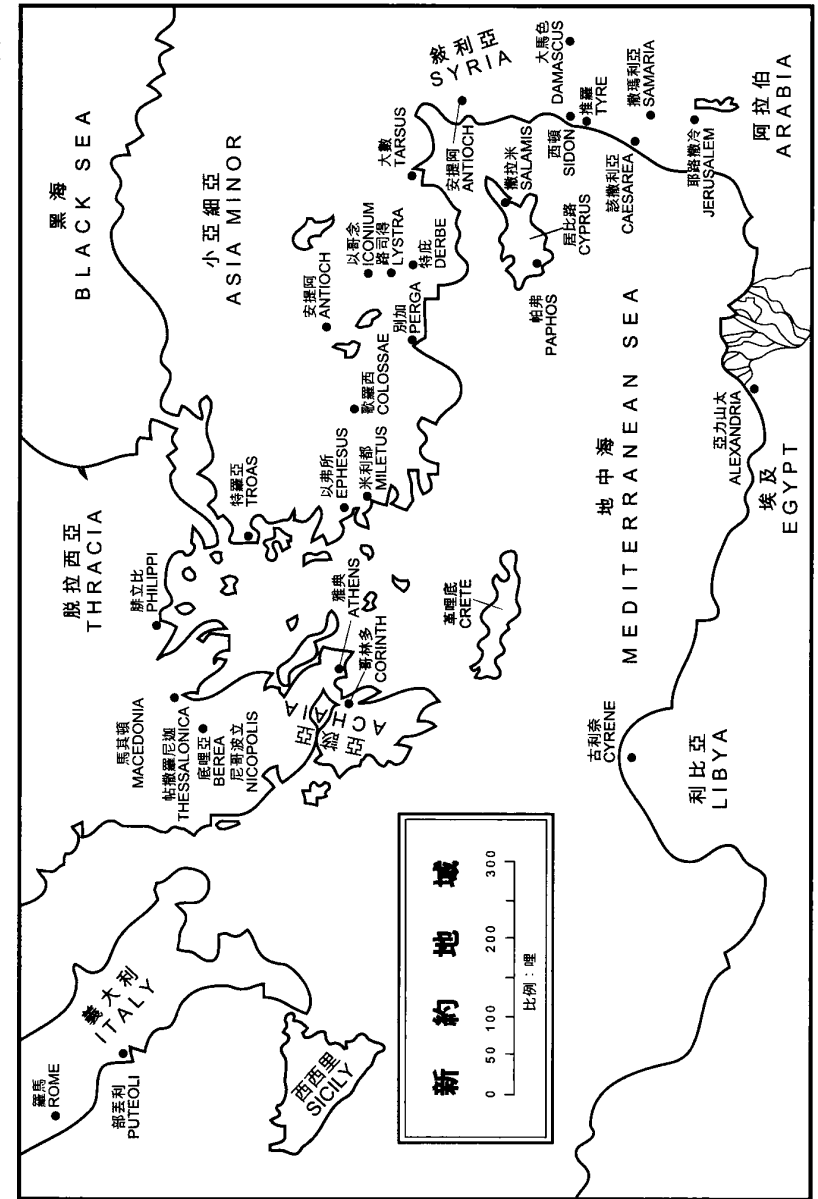 黑海
BLACK SEA
脱拉西亞
THRACIA
小亞細亞
ASIA MINOR
羅馬
ROME
義大利
ITALY
部丟利
PUTEOLI
西西里
SICILY
馬其頓
MACEDONIA
帖撒羅尼迦
THESSALONICA
底哩亞
BEREA
尼哥波立
NICOPOLIS
腓立比
PHILIPPI
亞該亞
ACHAIA
雅典
ATHENS
哥林多
CORINTH
特羅亞
TROAS
以弗所
EPHESUS
米利都
MILETUS
歌羅西
COLOSSAE
安提阿
ANTIOCH
別加
PERGA
以哥念
ICONIUM
路司得
LYSTRA
特庇
DERBE
大數
TARSUS
敍利亞
SYRIA
安提阿
ANTIOCH
撒拉米
SALAMIS
居比路
CYPRUS
帕弗
PAPHOS
大馬色
DAMASCUS
西頓
SIDON
推羅
TYRE
撒瑪利亞
SAMARIA
該撒利亞
CAESAREA
耶路撒冷
JERUSALEM
阿拉伯
ARABIA
革哩底
CRETE
地中海
MEDITERRANEAN SEA
亞力山太
ALEXANDRIA
埃及
EGYPT
古利奈
CYRENE
利比亞
LIBYA
新約地域
0 50 100 200 300
比例：哩